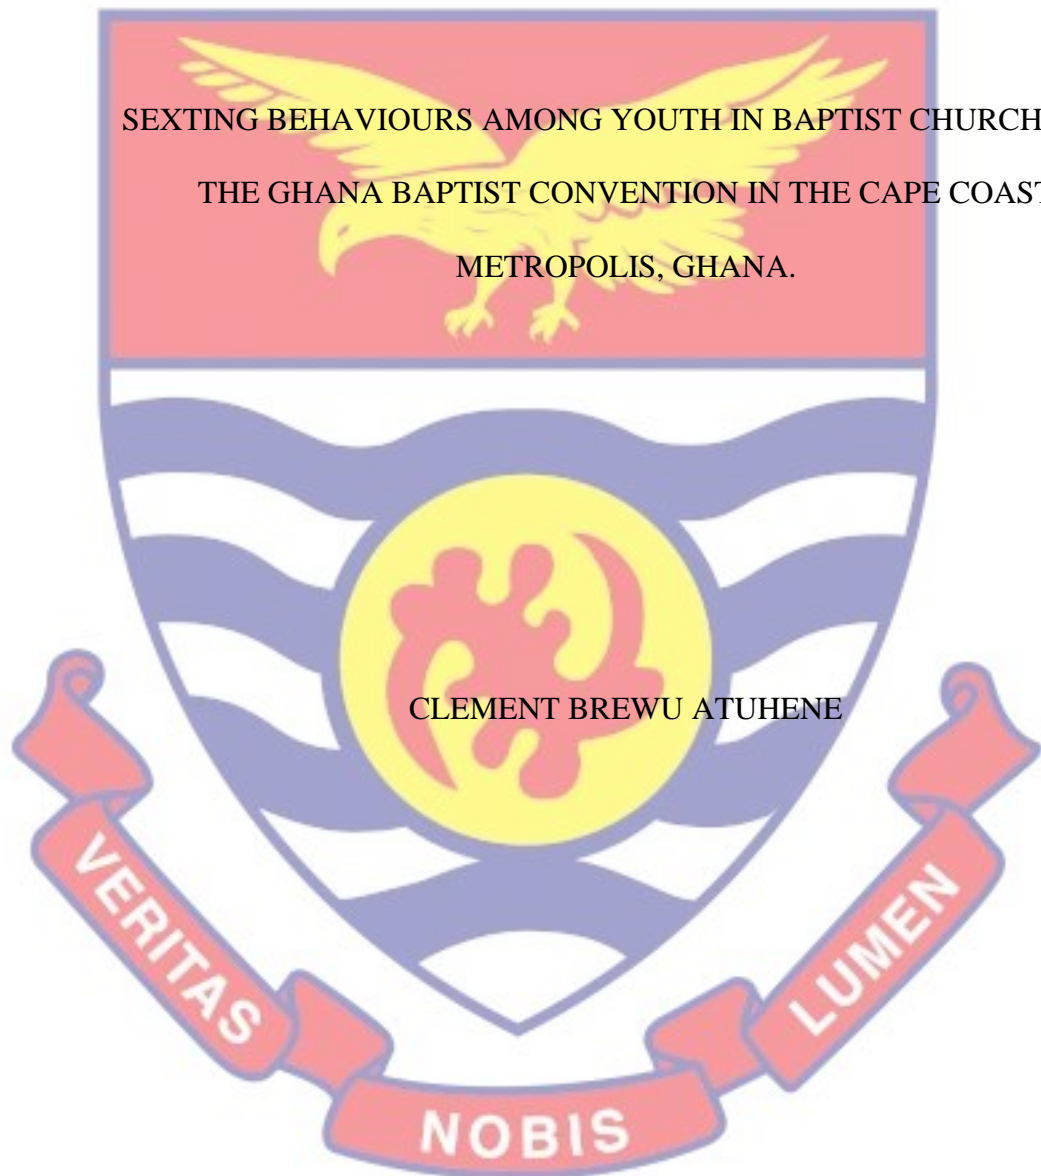 SEXTING BEHAVIOURS AMONG YOUTH IN BAPTIST CHURCH
THE GHANA BAPTIST CONVENTION IN THE CAPE COAST
METROPOLIS, GHANA.
CLEMENT BREWU ATUHENE
VERITAS
NOBIS
LUMEN